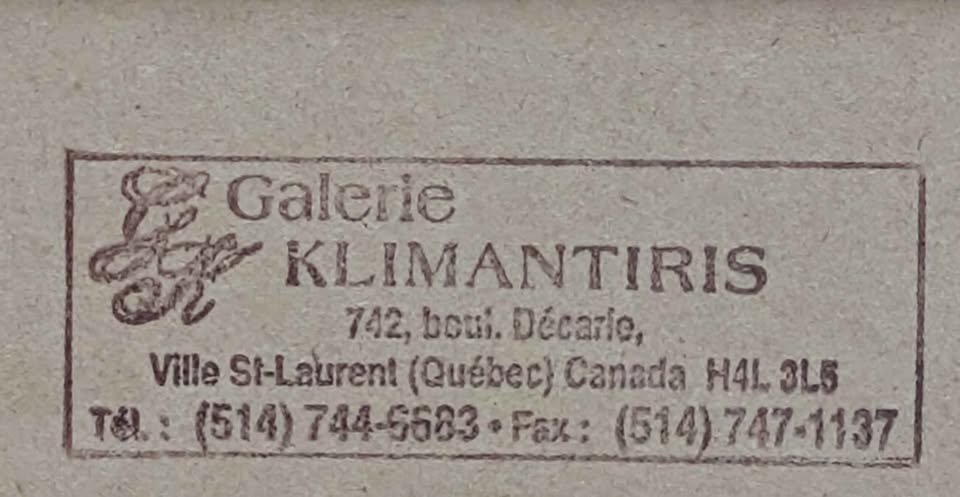 Galerie
KLIMANTIRIS
742, boul. Décarie,
Ville St-Laurent (Québec) Canada H4L 3L5
Tél.: (514) 744-6683 • Fax: (514) 747-1137